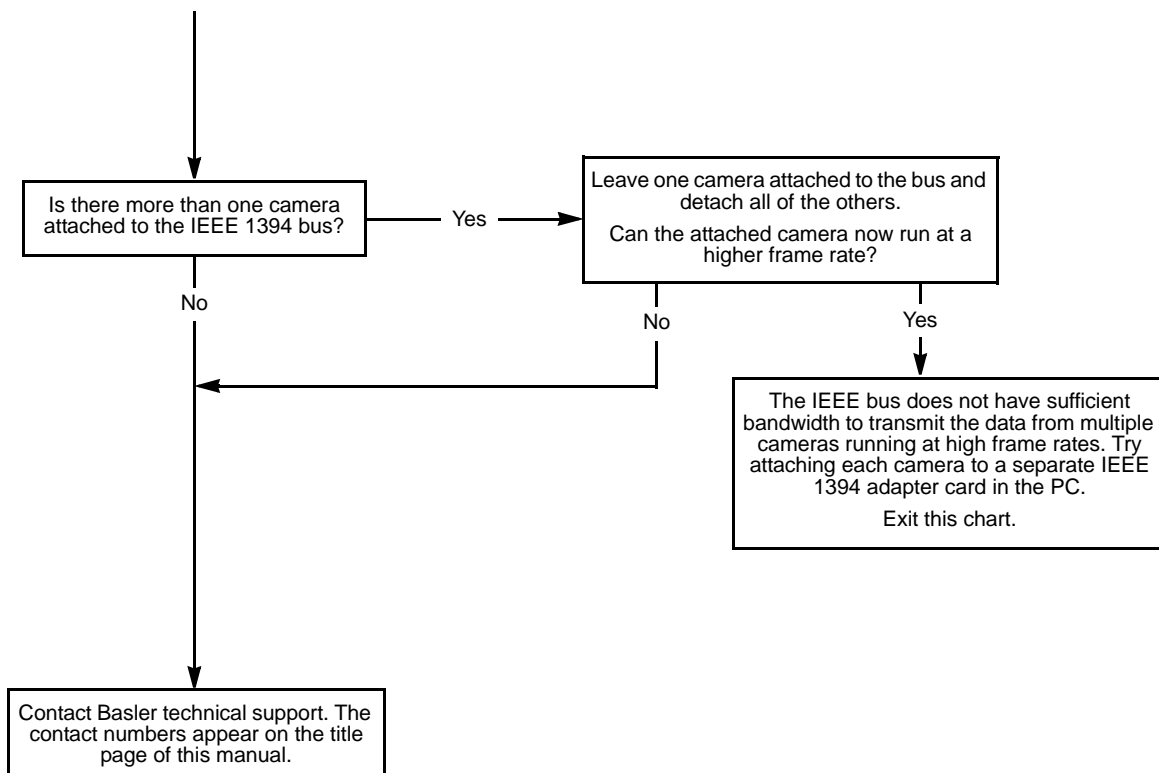 Is there more than one camera
attached to the IEEE 1394 bus?
Yes
Leave one camera attached to the bus and
detach all of the others.
Can the attached camera now run at a
higher frame rate?
No
No
Yes
The IEEE bus does not have sufficient
bandwidth to transmit the data from multiple
cameras running at high frame rates. Try
attaching each camera to a separate IEEE
1394 adapter card in the PC.
Exit this chart.
Contact Basler technical support. The
contact numbers appear on the title
page of this manual.